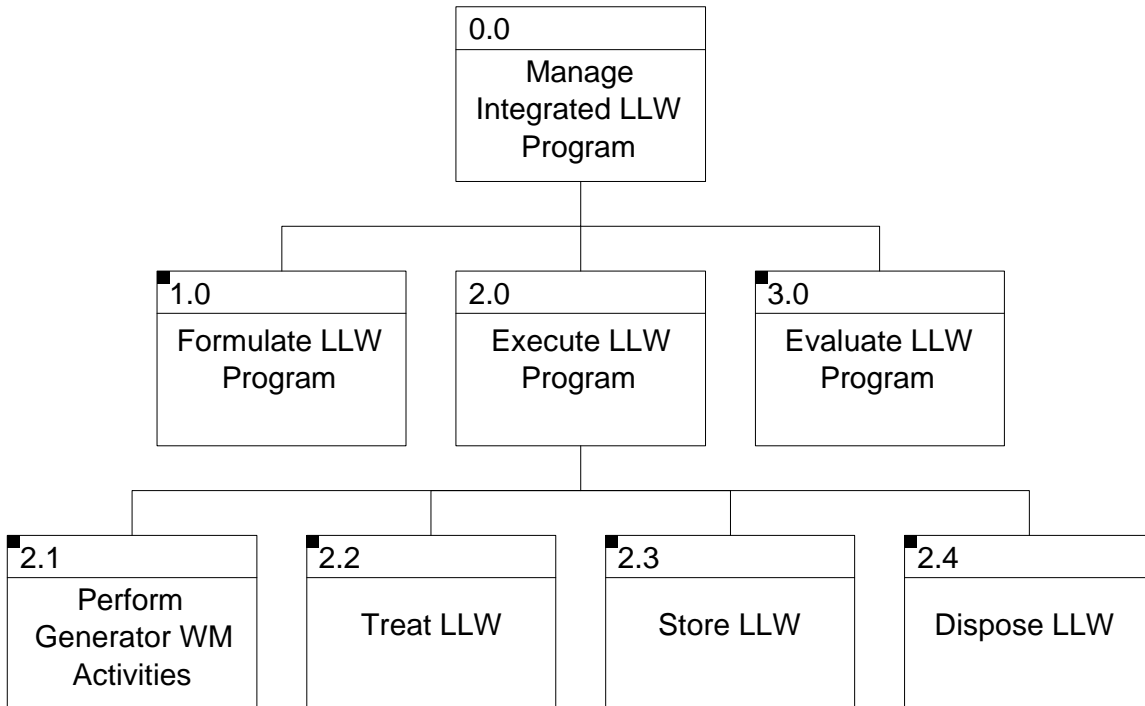 0.0
Manage
Integrated LLW
Program
1.0
Formulate LLW
Program
2.0
Execute LLW
Program
3.0
Evaluate LLW
Program
2.1
Perform
Generator WM
Activities
2.2
Treat LLW
2.3
Store LLW
2.4
Dispose LLW